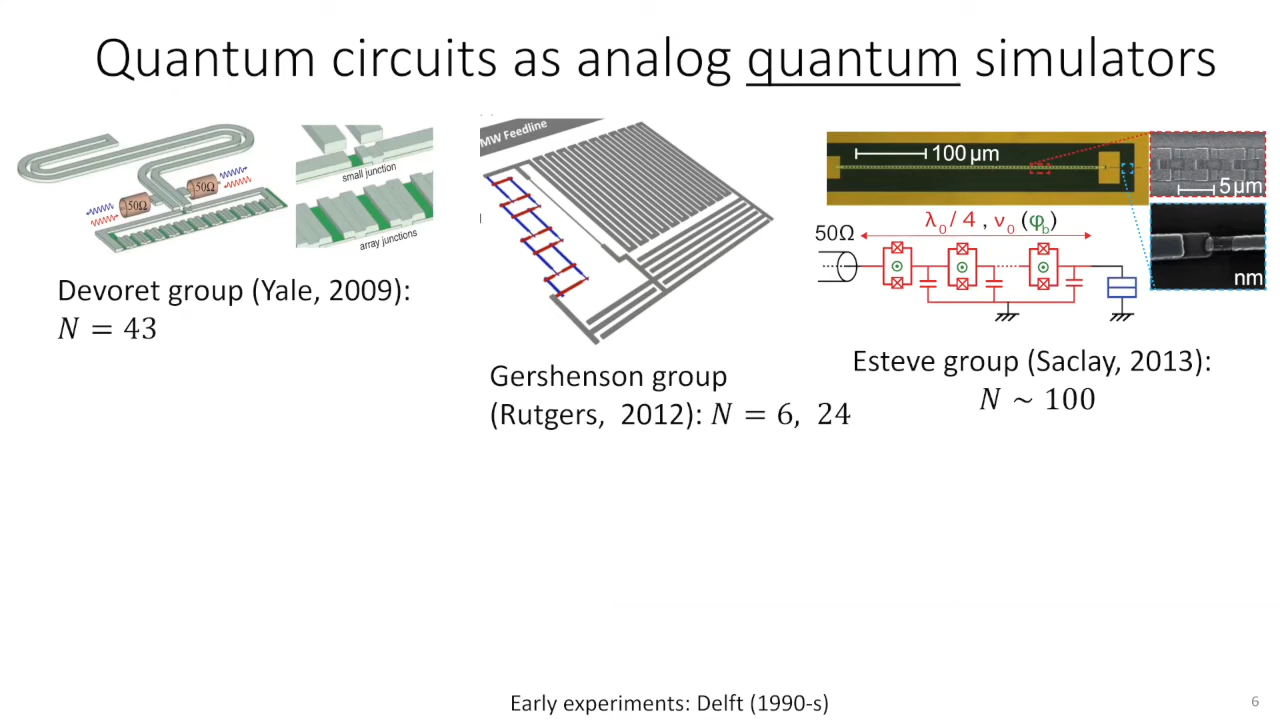 Quantum circuits as analog quantum simulators
50Ω
50Ω
small junction
array junctions
Devoret group (Yale, 2009):
N = 43
MW Feedline
Gershenson group
(Rutgers, 2012): N = 6, 24
100 µm
5 µm
nm
λ₀ / 4 , ν₀ (φ_b)
50Ω
Esteve group (Saclay, 2013):
N ~ 100
Early experiments: Delft (1990-s)
6